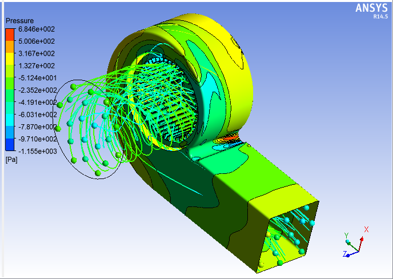 Pressure
6.846e+002
5.006e+002
3.167e+002
1.327e+002
-5.124e+001
-2.352e+002
-4.191e+002
-6.031e+002
-7.870e+002
-9.710e+002
-1.155e+003
[Pa]
ANSYS
R14.5
Y
X
Z